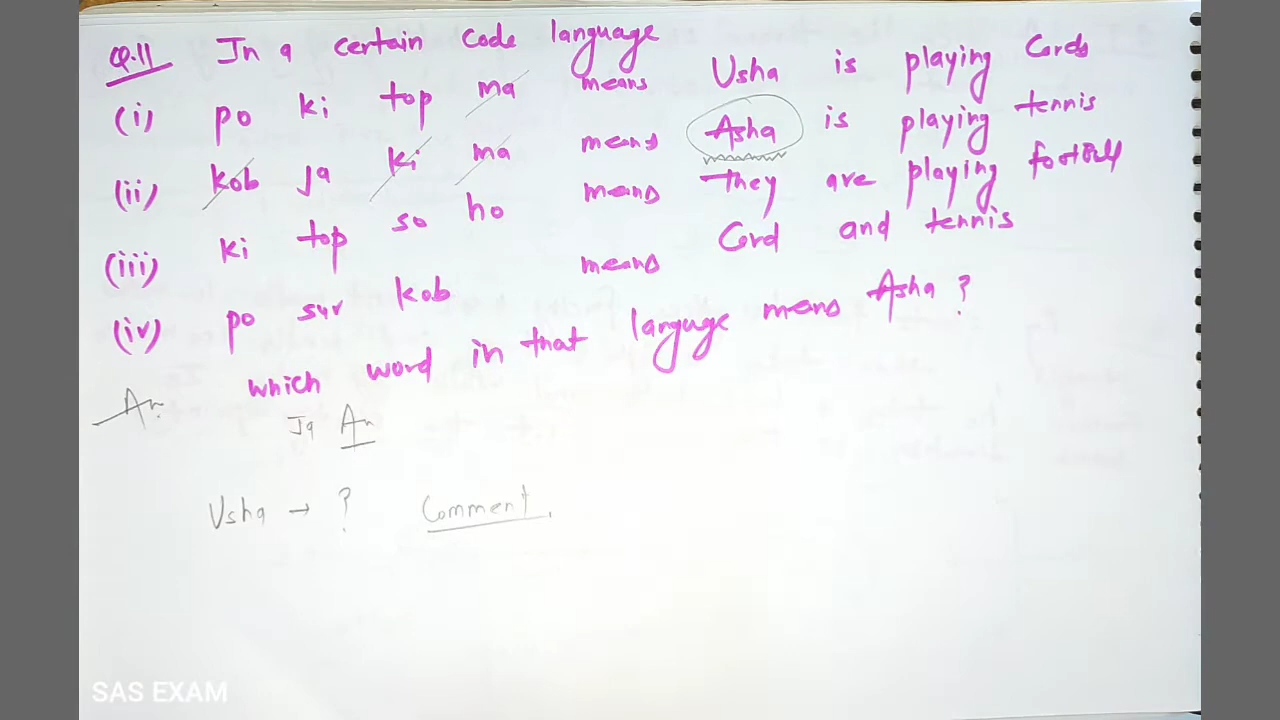 Q.11 In a certain code language
(i) po ki top ma means Usha is playing Cards
(ii) kob Ja ki ma means Asha is playing tennis
(iii) ki top so ho means They are playing football
(iv) po sur kob means Card and tennis
which word in that language means Asha ?
An Ja An
Usha → ? Comment.
SAS EXAM